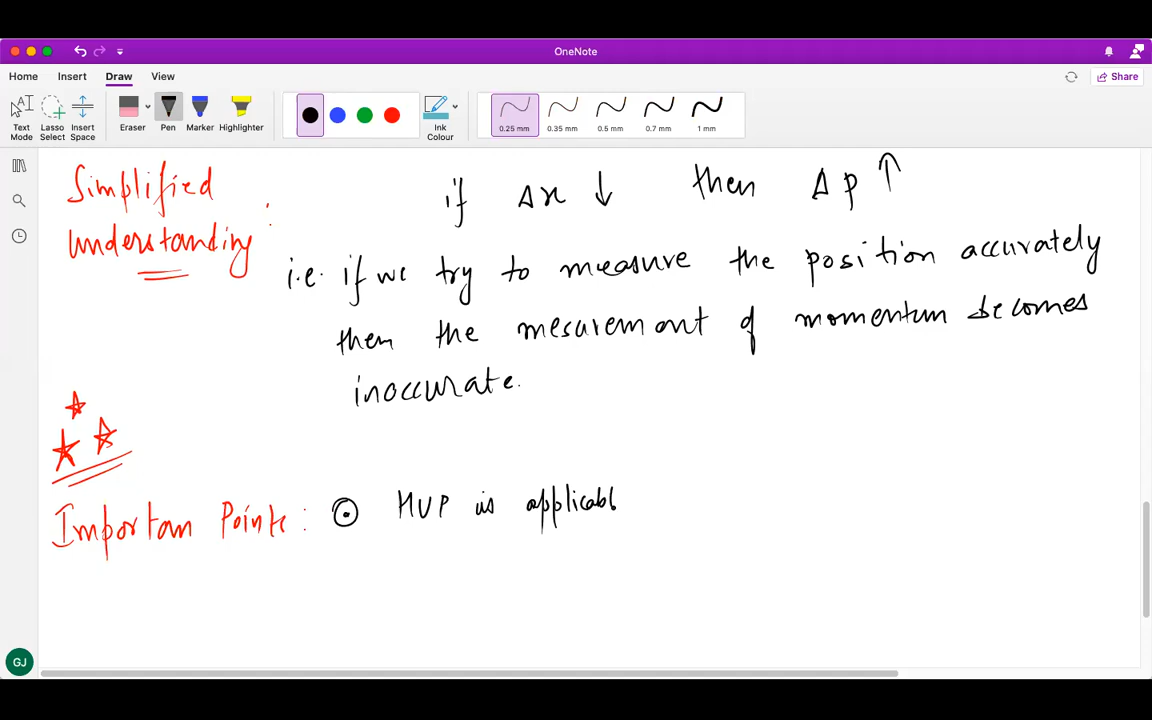 OneNote
Home Insert Draw View
Share
Text Mode
Lasso Select
Insert Space
Eraser
Pen
Marker
Highlighter
Ink Colour
0.25 mm
0.35 mm
0.5 mm
0.7 mm
1 mm
Simplified understanding :
if Δx ↓ then Δp ↑
i.e. if we try to measure the position accurately
then the mesurement of momentum becomes
inaccurate.
Importan Points : ⊙ HUP is applicabl
GJ